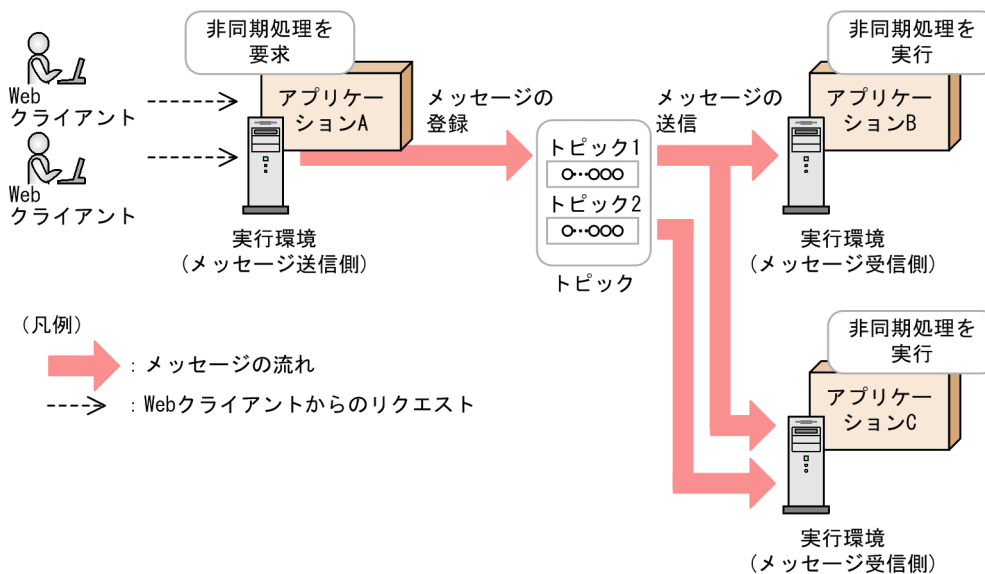 非同期処理を
要求
アプリケー
ションA
Web
クライアント
Web
クライアント
実行環境
（メッセージ送信側）
メッセージの
登録
トピック1
○…○○○
トピック2
○…○○○
トピック
メッセージの
送信
非同期処理を
実行
アプリケー
ションB
実行環境
（メッセージ受信側）
非同期処理を
実行
アプリケー
ションC
実行環境
（メッセージ受信側）
（凡例）
：メッセージの流れ
：Webクライアントからのリクエスト